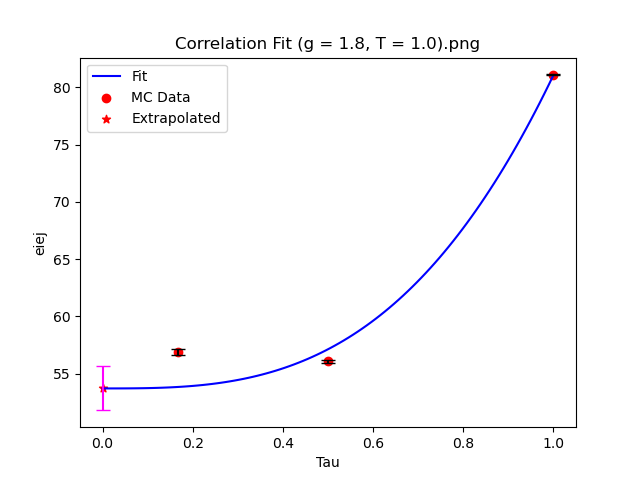 Correlation Fit (g = 1.8, T = 1.0).png
Fit
MC Data
Extrapolated
80
75
70
65
60
55
eiej
0.0 0.2 0.4 0.6 0.8 1.0
Tau